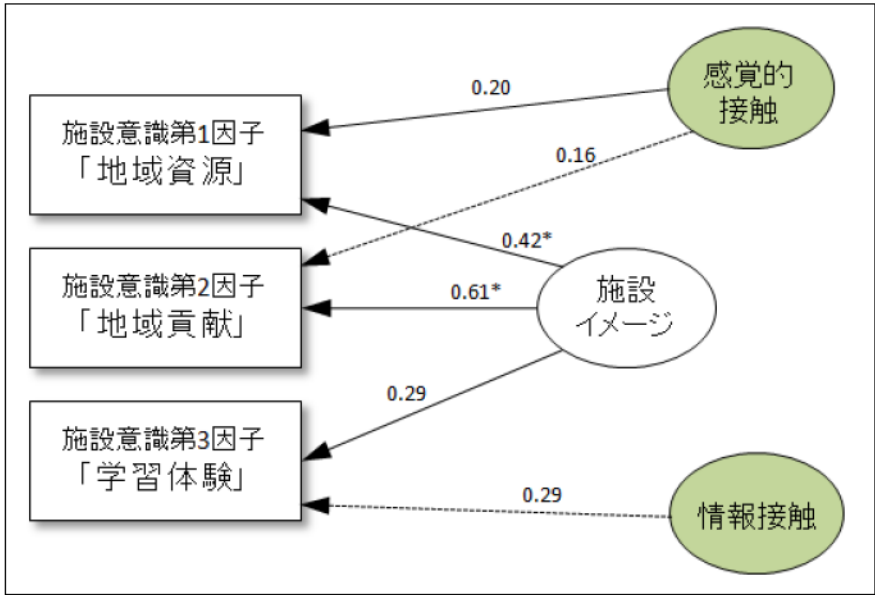 感覚的
接触
0.20
施設意識第1因子
「地域資源」
0.16
0.42*
施設意識第2因子
「地域貢献」
0.61*
施設
イメージ
0.29
施設意識第3因子
「学習体験」
0.29
情報接触